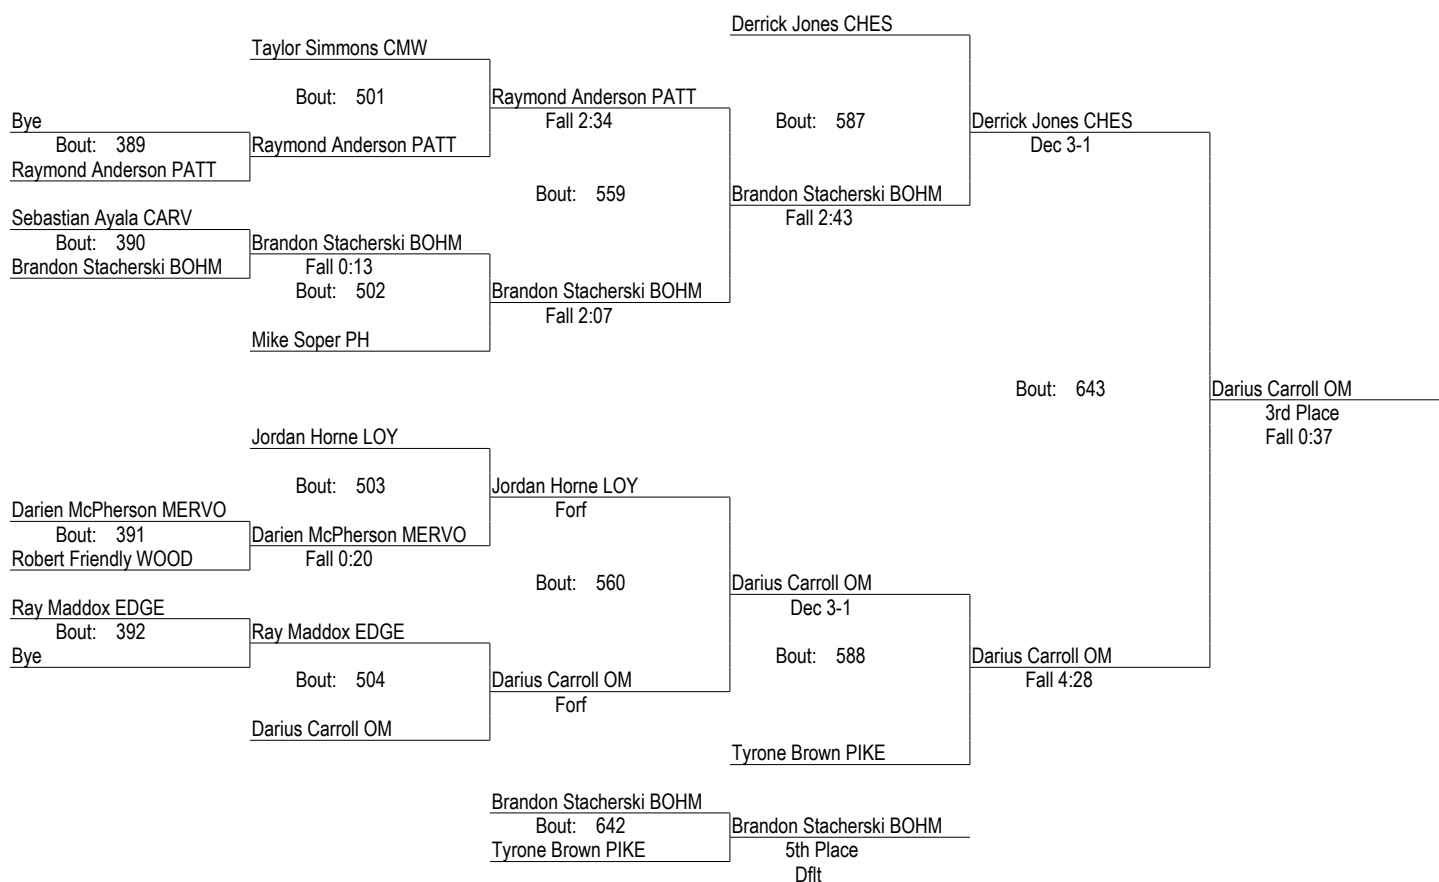 Derrick Jones CHES
Taylor Simmons CMW
Bout: 501
Raymond Anderson PATT
Fall 2:34
Bye
Bout: 389
Raymond Anderson PATT
Raymond Anderson PATT
Bout: 587
Derrick Jones CHES
Dec 3-1
Bout: 559
Brandon Stacherski BOHM
Fall 2:43
Sebastian Ayala CARV
Bout: 390
Brandon Stacherski BOHM
Brandon Stacherski BOHM
Fall 0:13
Bout: 502
Brandon Stacherski BOHM
Fall 2:07
Mike Soper PH
Bout: 643
Darius Carroll OM
3rd Place
Fall 0:37
Jordan Horne LOY
Bout: 503
Jordan Horne LOY
Forf
Darien McPherson MERVO
Bout: 391
Robert Friendly WOOD
Darien McPherson MERVO
Fall 0:20
Bout: 560
Darius Carroll OM
Dec 3-1
Ray Maddox EDGE
Bout: 392
Bye
Ray Maddox EDGE
Bout: 504
Darius Carroll OM
Forf
Darius Carroll OM
Bout: 588
Darius Carroll OM
Fall 4:28
Tyrone Brown PIKE
Brandon Stacherski BOHM
Bout: 642
Tyrone Brown PIKE
Brandon Stacherski BOHM
5th Place
Dflt